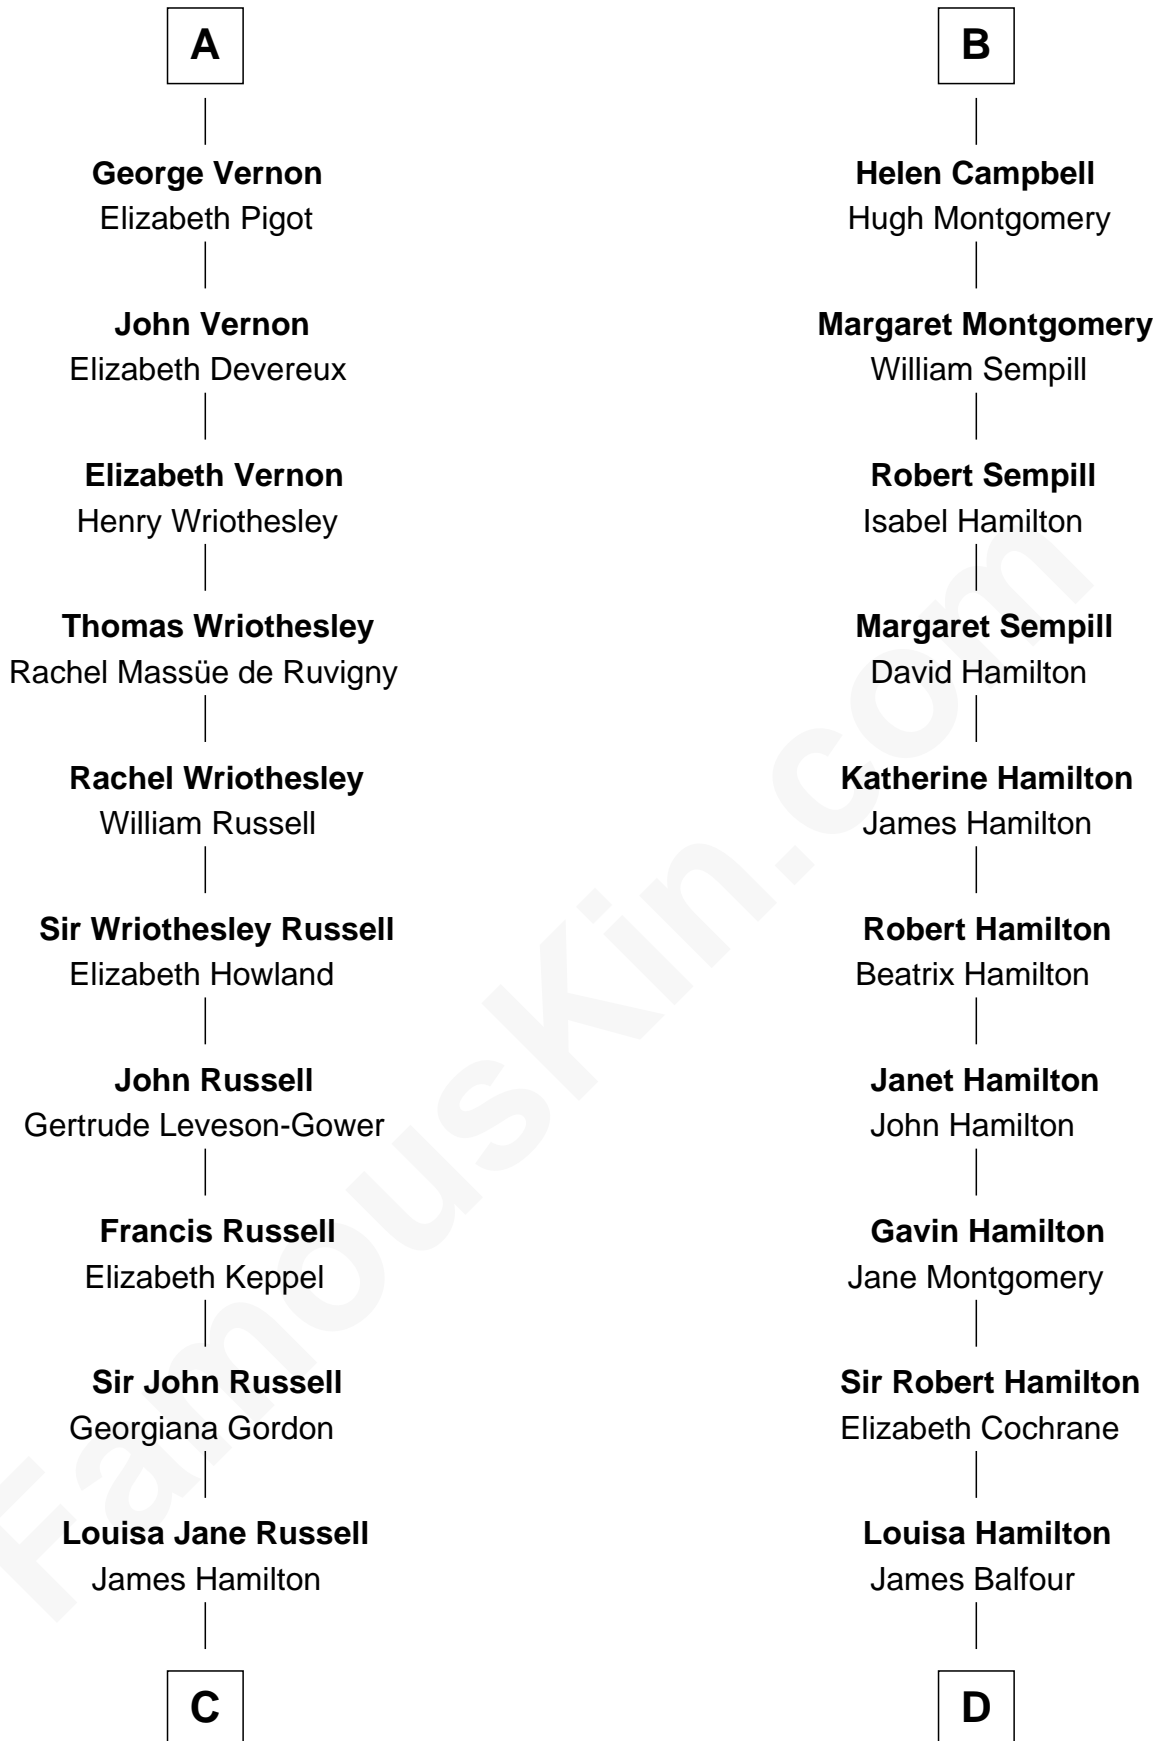 A
George Vernon
Elizabeth Pigot
John Vernon
Elizabeth Devereux
Elizabeth Vernon
Henry Wriothesley
Thomas Wriothesley
Rachel Massüe de Ruvigny
Rachel Wriothesley
William Russell
Sir Wriothesley Russell
Elizabeth Howland
John Russell
Gertrude Leveson-Gower
Francis Russell
Elizabeth Keppel
Sir John Russell
Georgiana Gordon
Louisa Jane Russell
James Hamilton
C
B
Helen Campbell
Hugh Montgomery
Margaret Montgomery
William Sempill
Robert Sempill
Isabel Hamilton
Margaret Sempill
David Hamilton
Katherine Hamilton
James Hamilton
Robert Hamilton
Beatrix Hamilton
Janet Hamilton
John Hamilton
Gavin Hamilton
Jane Montgomery
Sir Robert Hamilton
Elizabeth Cochrane
Louisa Hamilton
James Balfour
D
FamousKin.com